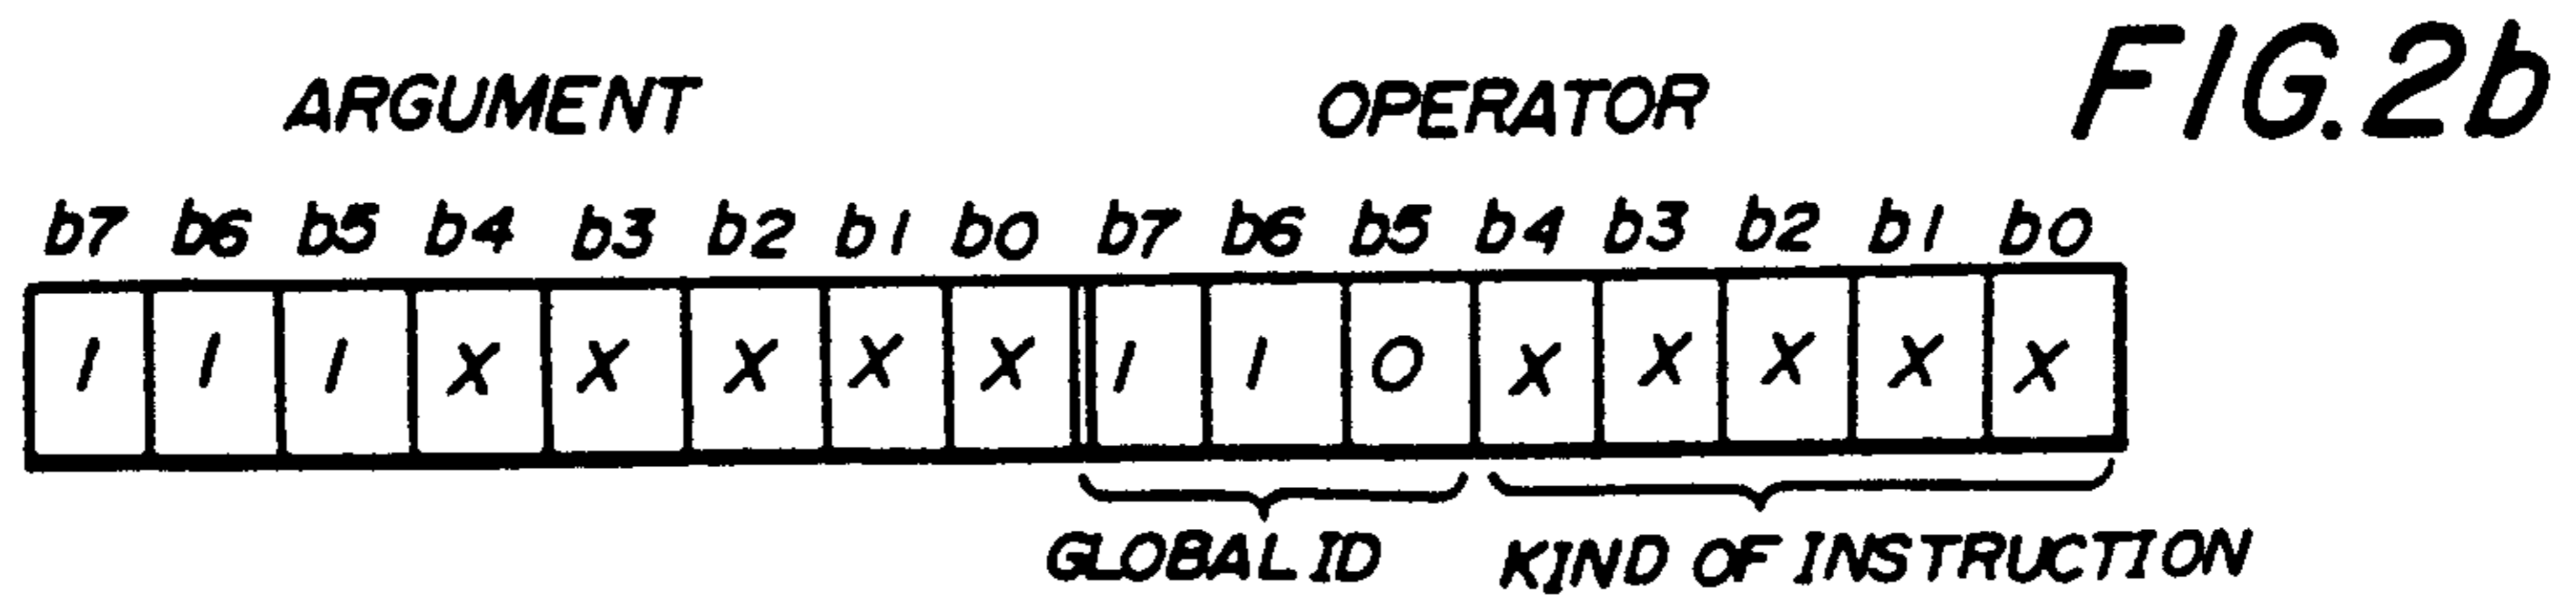 FIG.2b
ARGUMENT OPERATOR
b7 b6 b5 b4 b3 b2 b1 b0 b7 b6 b5 b4 b3 b2 b1 b0
1 1 1 X X X X X 1 1 0 X X X X X
GLOBAL ID KIND OF INSTRUCTION